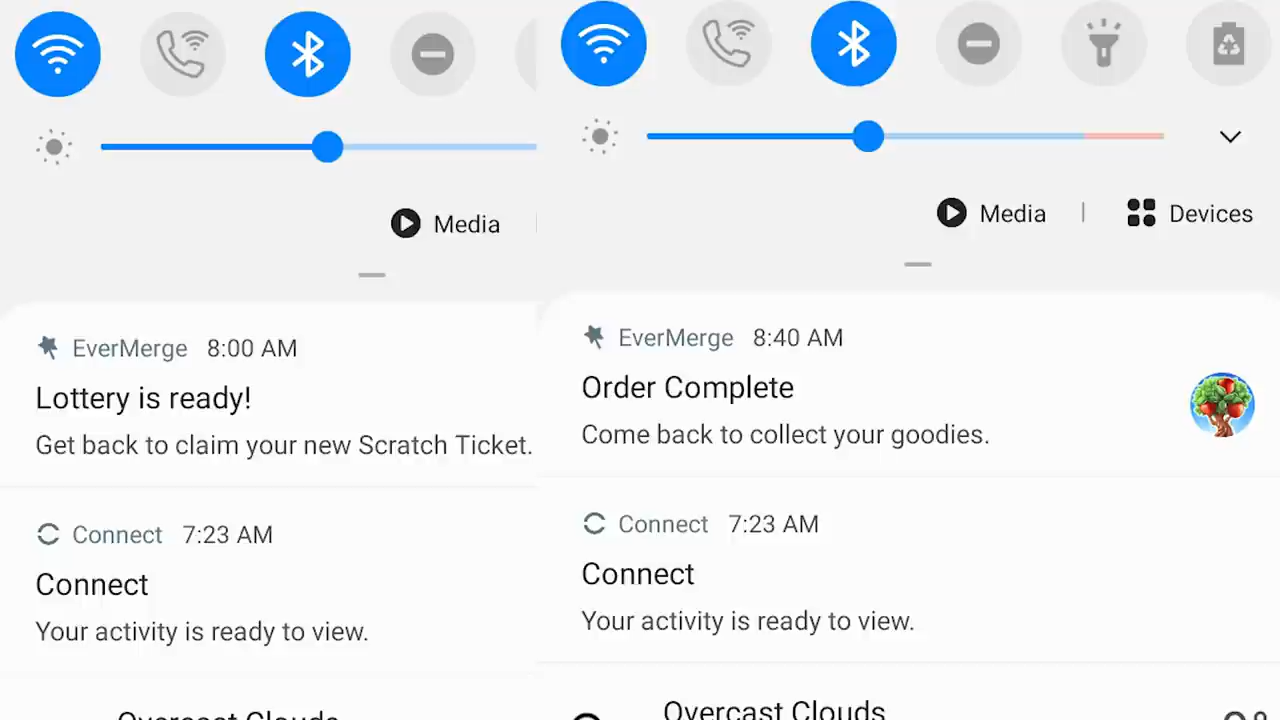 Media
EverMerge 8:00 AM
Lottery is ready!
Get back to claim your new Scratch Ticket.
Connect 7:23 AM
Connect
Your activity is ready to view.
Overcast Clouds
Media | Devices
EverMerge 8:40 AM
Order Complete
Come back to collect your goodies.
Connect 7:23 AM
Connect
Your activity is ready to view.
Overcast Clouds